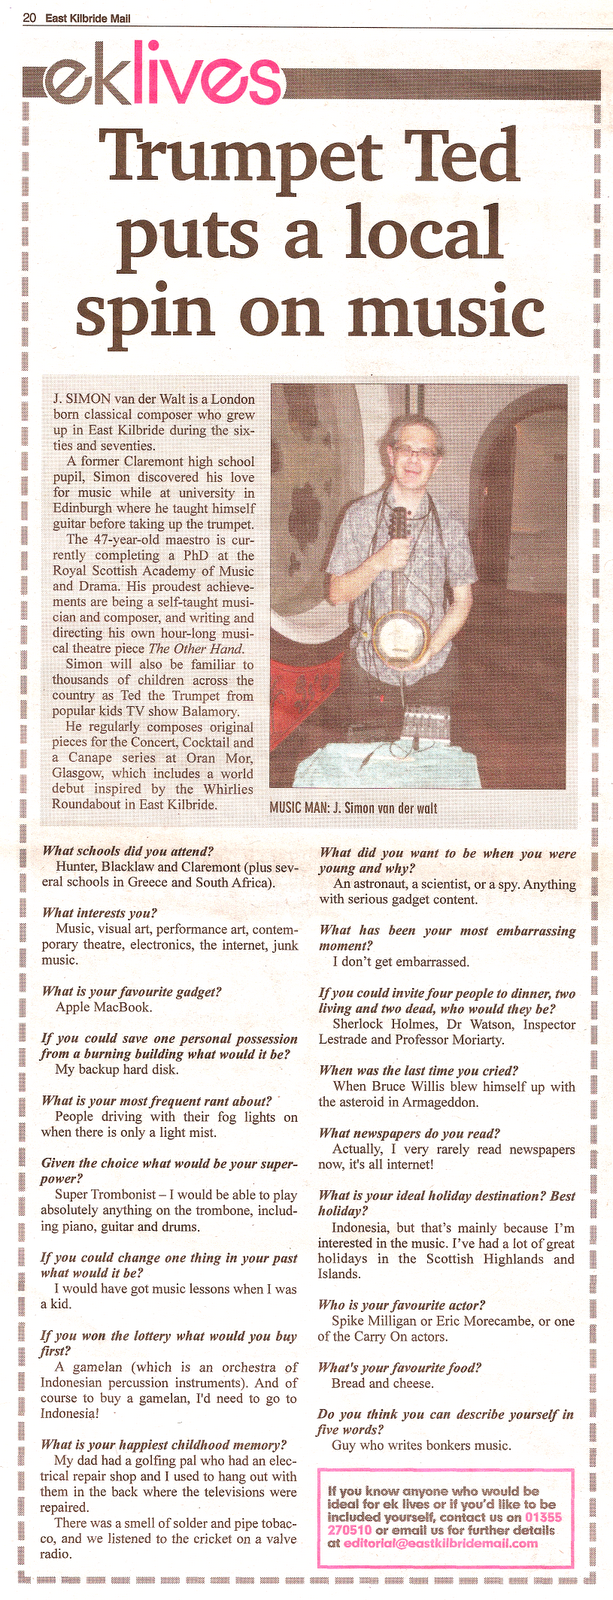 20 East Kilbride Mail
eklives
Trumpet Ted
puts a local
spin on music
J. SIMON van der Walt is a London
born classical composer who grew
up in East Kilbride during the six-
ties and seventies.
A former Claremont high school
pupil, Simon discovered his love
for music while at university in
Edinburgh where he taught himself
guitar before taking up the trumpet.
The 47-year-old maestro is cur-
rently completing a PhD at the
Royal Scottish Academy of Music
and Drama. His proudest achieve-
ments are being a self-taught musi-
cian and composer, and writing and
directing his own hour-long musi-
cal theatre piece The Other Hand.
Simon will also be familiar to
thousands of children across the
country as Ted the Trumpet from
popular kids TV show Balamory.
He regularly composes original
pieces for the Concert, Cocktail and
a Canape series at Oran Mor,
Glasgow, which includes a world
debut inspired by the Whirlies
Roundabout in East Kilbride.
MUSIC MAN: J. Simon van der walt
What schools did you attend?
Hunter, Blacklaw and Claremont (plus sev-
eral schools in Greece and South Africa).
What interests you?
Music, visual art, performance art, contem-
porary theatre, electronics, the internet, junk
music.
What is your favourite gadget?
Apple MacBook.
If you could save one personal possession
from a burning building what would it be?
My backup hard disk.
What is your most frequent rant about?
People driving with their fog lights on
when there is only a light mist.
Given the choice what would be your super-
power?
Super Trombonist – I would be able to play
absolutely anything on the trombone, includ-
ing piano, guitar and drums.
If you could change one thing in your past
what would it be?
I would have got music lessons when I was
a kid.
If you won the lottery what would you buy
first?
A gamelan (which is an orchestra of
Indonesian percussion instruments). And of
course to buy a gamelan, I'd need to go to
Indonesia!
What is your happiest childhood memory?
My dad had a golfing pal who had an elec-
trical repair shop and I used to hang out with
them in the back where the televisions were
repaired.
There was a smell of solder and pipe tobac-
co, and we listened to the cricket on a valve
radio.
What did you want to be when you were
young and why?
An astronaut, a scientist, or a spy. Anything
with serious gadget content.
What has been your most embarrassing
moment?
I don't get embarrassed.
If you could invite four people to dinner, two
living and two dead, who would they be?
Sherlock Holmes, Dr Watson, Inspector
Lestrade and Professor Moriarty.
When was the last time you cried?
When Bruce Willis blew himself up with
the asteroid in Armageddon.
What newspapers do you read?
Actually, I very rarely read newspapers
now, it's all internet!
What is your ideal holiday destination? Best
holiday?
Indonesia, but that's mainly because I'm
interested in the music. I've had a lot of great
holidays in the Scottish Highlands and
Islands.
Who is your favourite actor?
Spike Milligan or Eric Morecambe, or one
of the Carry On actors.
What's your favourite food?
Bread and cheese.
Do you think you can describe yourself in
five words?
Guy who writes bonkers music.
If you know anyone who would be
ideal for ek lives or if you'd like to be
included yourself, contact us on 01355
270510 or email us for further details
at editorial@eastkilbridemail.com